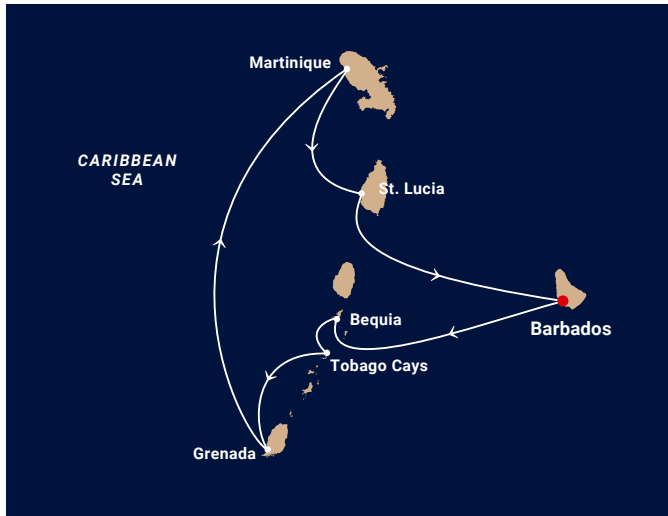 Martinique
CARIBBEAN
SEA
St. Lucia
Bequia
Barbados
Tobago Cays
Grenada